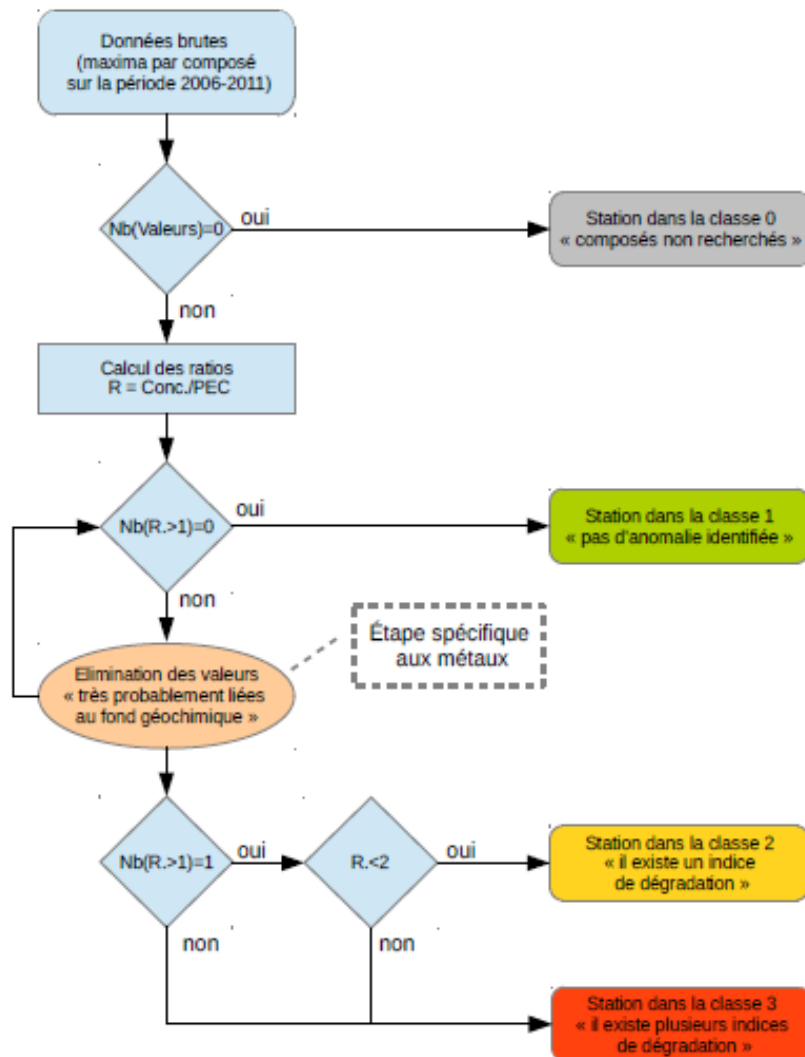 Données brutes
(maxima par composé
sur la période 2006-2011)
Nb(Valeurs)=0
oui
Station dans la classe 0
« composés non recherchés »
non
Calcul des ratios
R = Conc./PEC
Nb(R.>1)=0
oui
Station dans la classe 1
« pas d'anomalie identifiée »
non
Étape spécifique
aux métaux
Elimination des valeurs
« très probablement liées
au fond géochimique »
Nb(R.>1)=1
oui
R.<2
oui
Station dans la classe 2
« il existe un indice
de dégradation »
non
non
Station dans la classe 3
« il existe plusieurs indices
de dégradation »